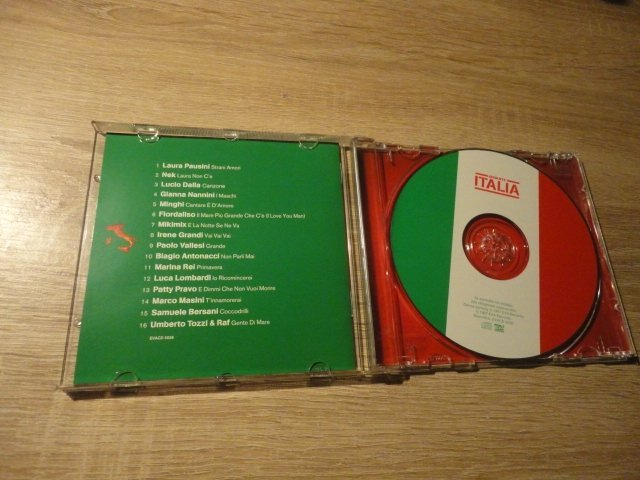 1 Laura Pausini Strani Amori
2 Nek Laura Non C'è
3 Lucio Dalla Canzone
4 Gianna Nannini I Maschi
5 Minghi Cantare È D'Amore
6 Fiordaliso Il Mare Più Grande Che C'è (I Love You Man)
7 Mikimix E La Notte Se Ne Va
8 Irene Grandi Vai Vai Vai
9 Paolo Vallesi Grande
10 Biagio Antonacci Non Parli Mai
11 Marina Rei Primavera
12 Luca Lombardi Io Ricomincerei
13 Patty Pravo E Dimmi Che Non Vuoi Morire
14 Marco Masini T'innamorerai
15 Samuele Bersani Coccodrilli
16 Umberto Tozzi & Raf Gente Di Mare
ITALIA